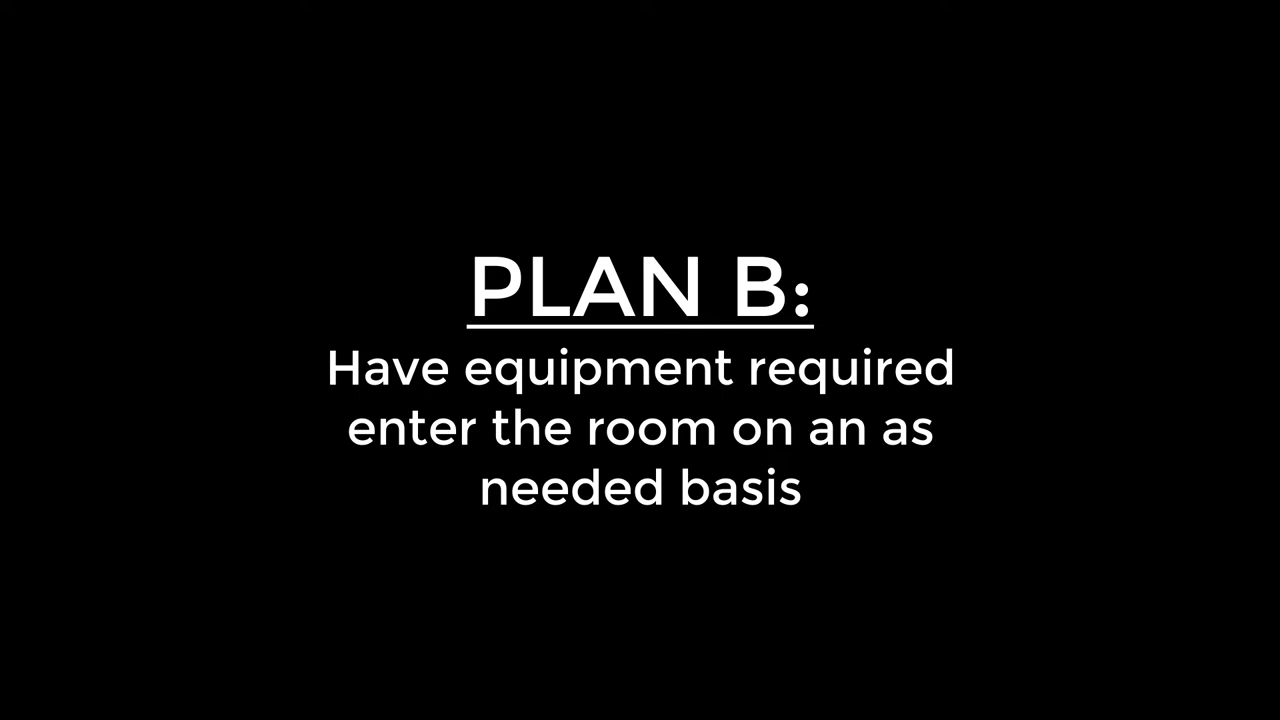 PLAN B:
Have equipment required
enter the room on an as
needed basis